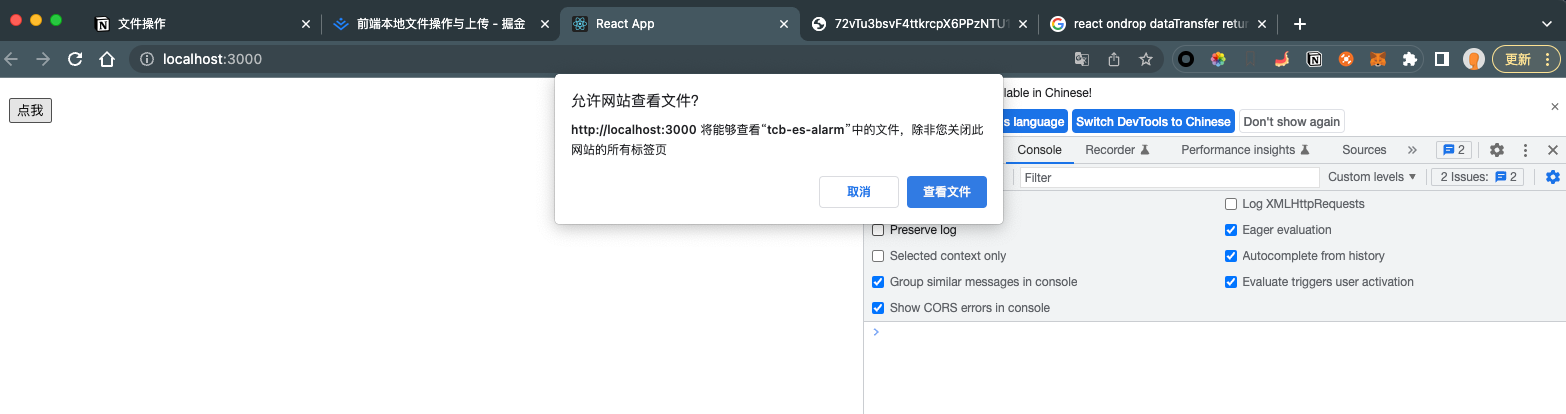 文件操作
前端本地文件操作与上传 - 掘金
React App
72vTu3bsvF4ttkrcpX6PPzNTU
react ondrop dataTransfer retu
localhost:3000
更新
点我
允许网站查看文件?
http://localhost:3000 将能够查看“tcb-es-alarm”中的文件，除非您关闭此
网站的所有标签页
取消
查看文件
lable in Chinese!
s language
Switch DevTools to Chinese
Don't show again
Console
Recorder
Performance insights
Sources
2
Filter
Custom levels
2 Issues:
2
Log XMLHttpRequests
Preserve log
Eager evaluation
Selected context only
Autocomplete from history
Group similar messages in console
Evaluate triggers user activation
Show CORS errors in console